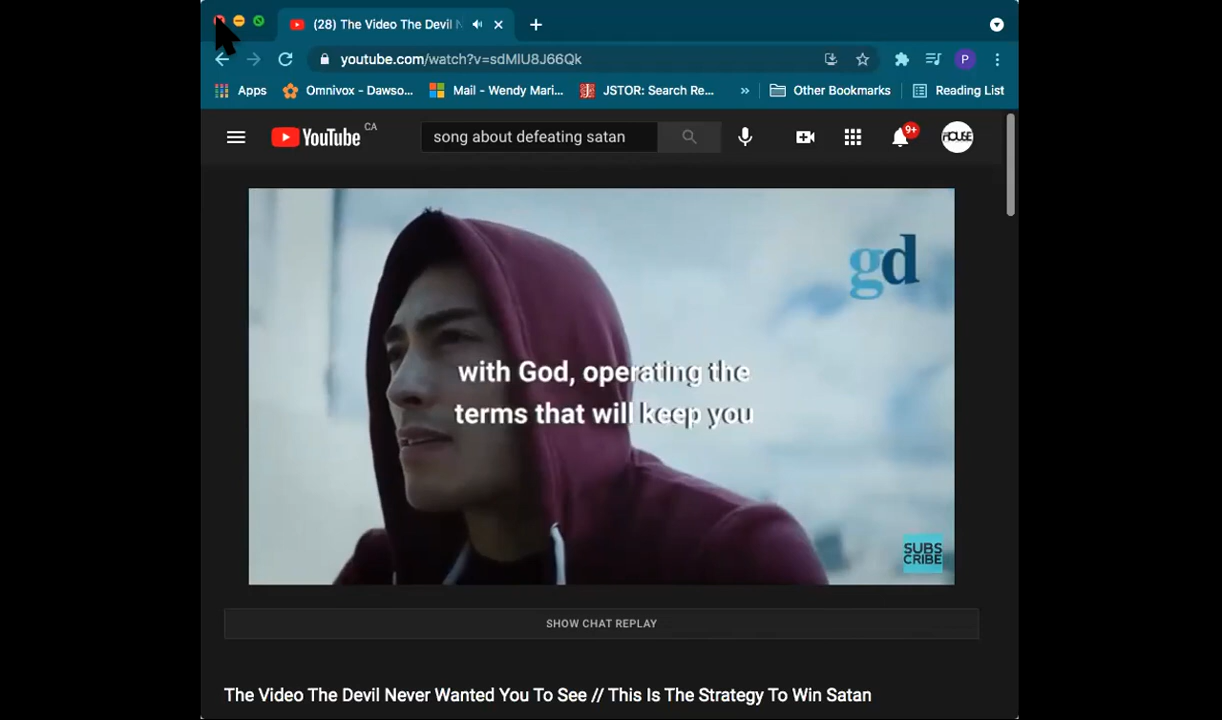 (28) The Video The Devil N
youtube.com/watch?v=sdMlU8J66Qk
P
Apps
Omnivox - Dawso...
Mail - Wendy Mari...
JSTOR: Search Re...
»
Other Bookmarks
Reading List
YouTube CA
song about defeating satan
9+
HOUSE
gd
with God, operating the
terms that will keep you
SUBS
CRIBE
SHOW CHAT REPLAY
The Video The Devil Never Wanted You To See // This Is The Strategy To Win Satan